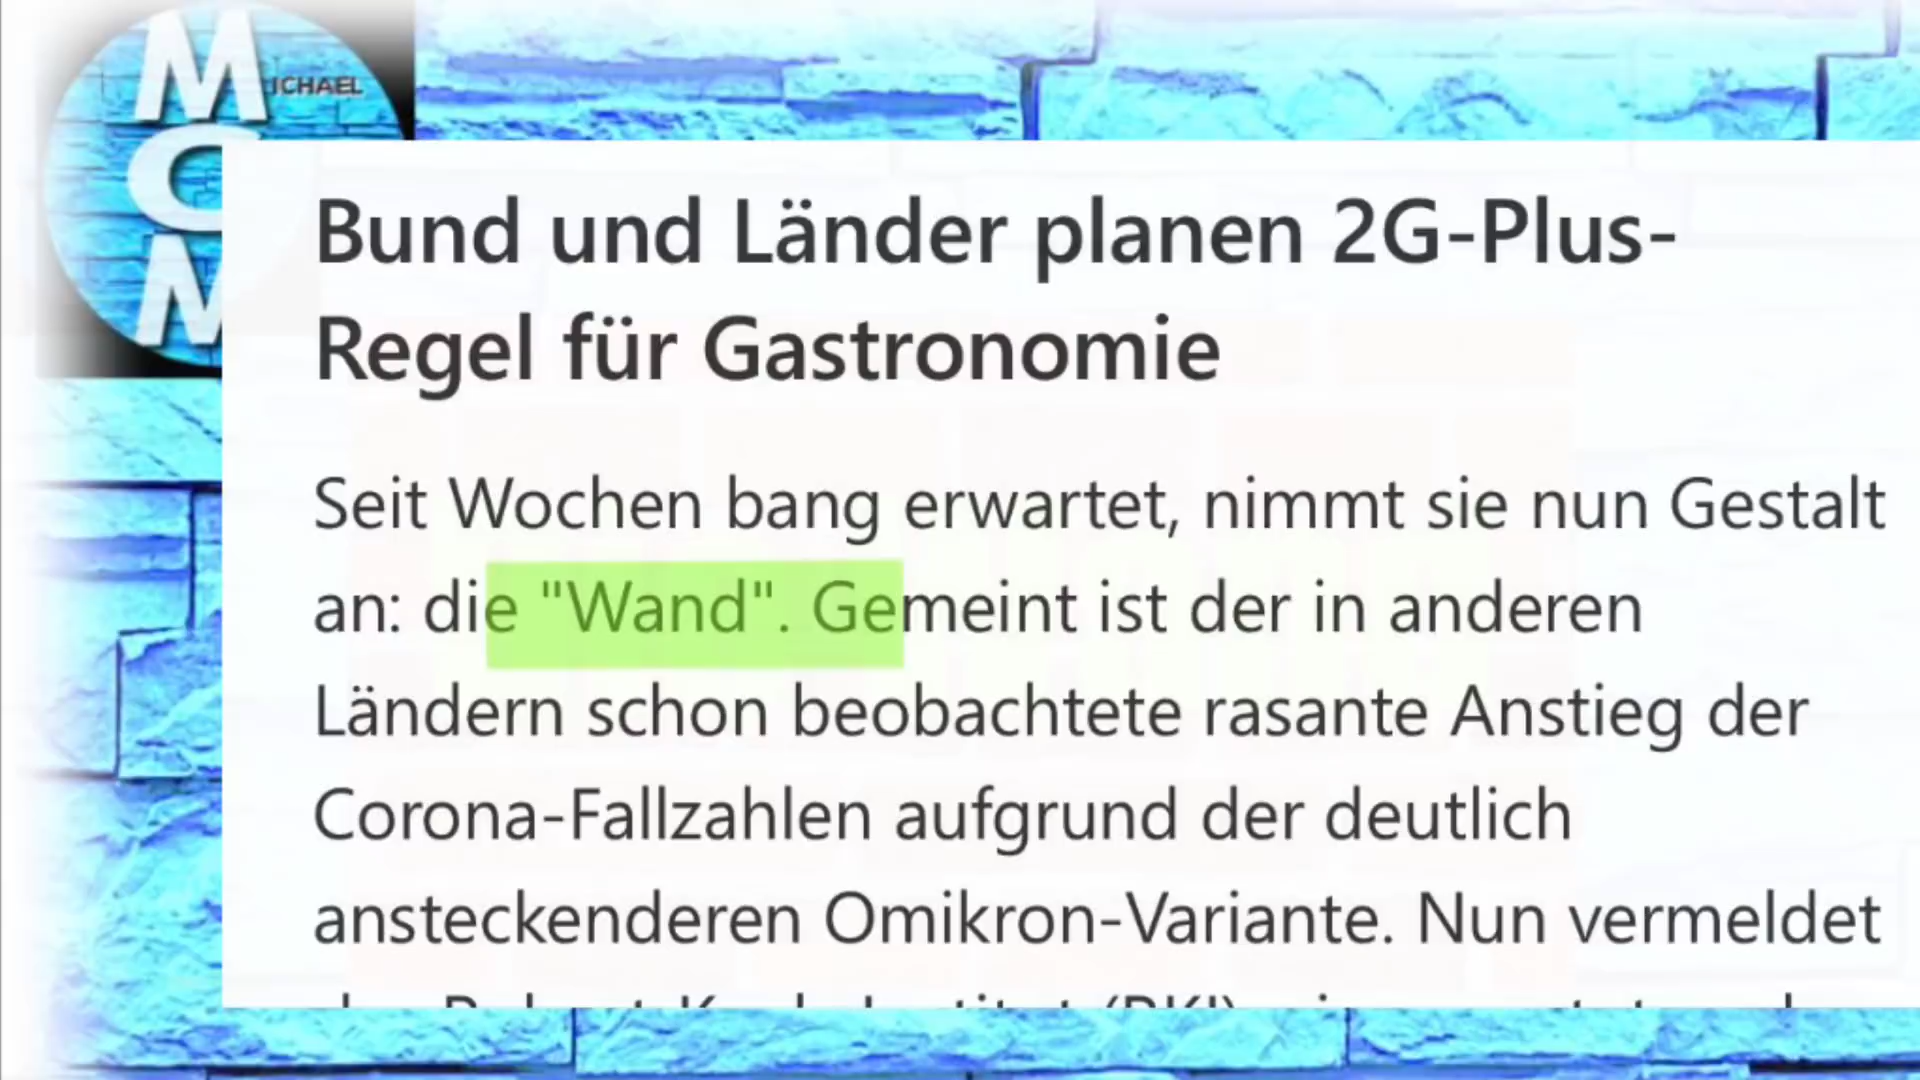 M
ICHAEL
C
M
Bund und Länder planen 2G-Plus-
Regel für Gastronomie
Seit Wochen bang erwartet, nimmt sie nun Gestalt
an: die "Wand". Gemeint ist der in anderen
Ländern schon beobachtete rasante Anstieg der
Corona-Fallzahlen aufgrund der deutlich
ansteckenderen Omikron-Variante. Nun vermeldet